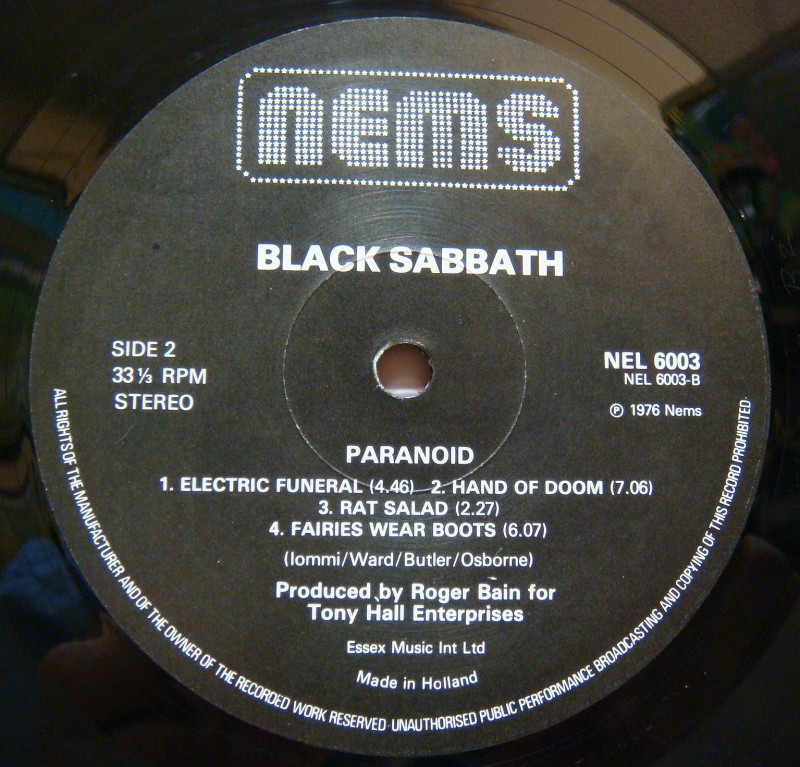 nems
BLACK SABBATH
SIDE 2
33 ⅓ RPM
STEREO
NEL 6003
NEL 6003-B
℗ 1976 Nems
PARANOID
1. ELECTRIC FUNERAL (4.46) 2. HAND OF DOOM (7.06)
3. RAT SALAD (2.27)
4. FAIRIES WEAR BOOTS (6.07)
(Iommi/Ward/Butler/Osborne)
Produced by Roger Bain for
Tony Hall Enterprises
Essex Music Int Ltd
Made in Holland
ALL RIGHTS OF THE MANUFACTURER AND OF THE OWNER OF THE RECORDED WORK RESERVED · UNAUTHORISED PUBLIC PERFORMANCE BROADCASTING AND COPYING OF THIS RECORD PROHIBITED·